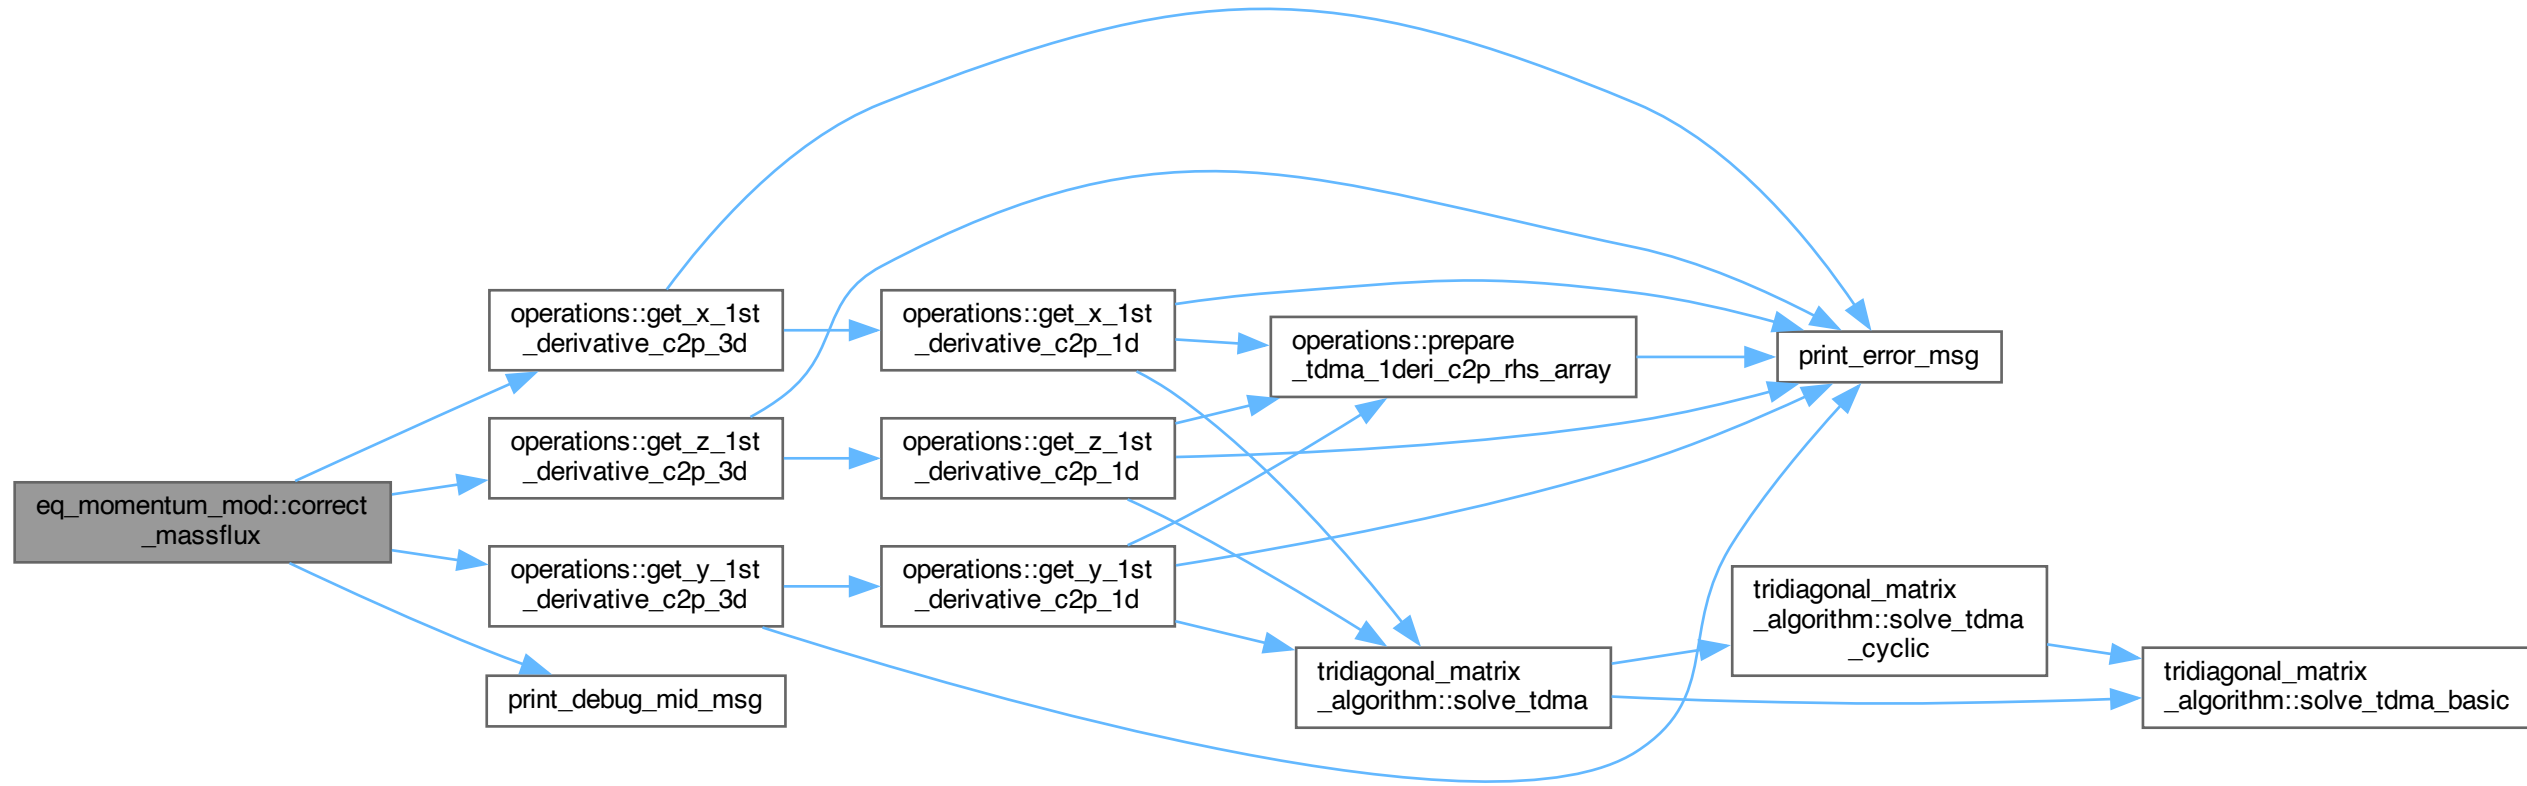 eq_momentum_mod::correct
_massflux
operations::get_x_1st
_derivative_c2p_3d
operations::get_z_1st
_derivative_c2p_3d
operations::get_y_1st
_derivative_c2p_3d
print_debug_mid_msg
operations::get_x_1st
_derivative_c2p_1d
operations::get_z_1st
_derivative_c2p_1d
operations::get_y_1st
_derivative_c2p_1d
operations::prepare
_tdma_1deri_c2p_rhs_array
tridiagonal_matrix
_algorithm::solve_tdma
print_error_msg
tridiagonal_matrix
_algorithm::solve_tdma
_cyclic
tridiagonal_matrix
_algorithm::solve_tdma_basic